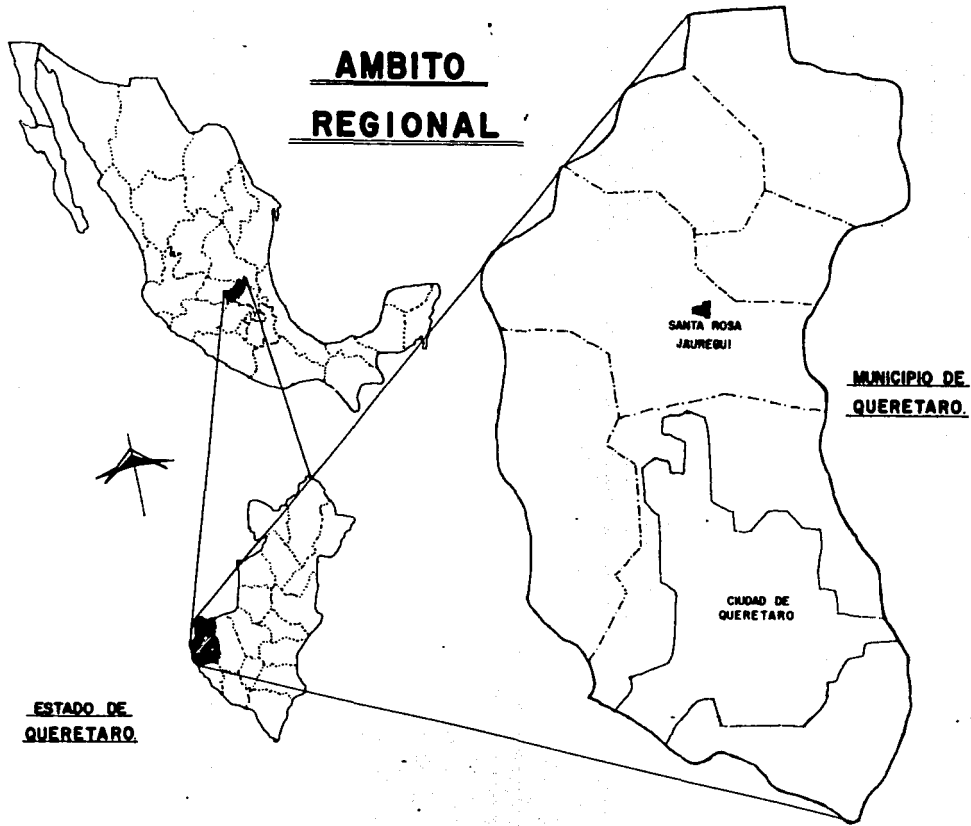 AMBITO
REGIONAL
SANTA ROSA
JAUREGUI
MUNICIPIO DE
QUERETARO.
CIUDAD DE
QUERETARO
ESTADO DE
QUERETARO.